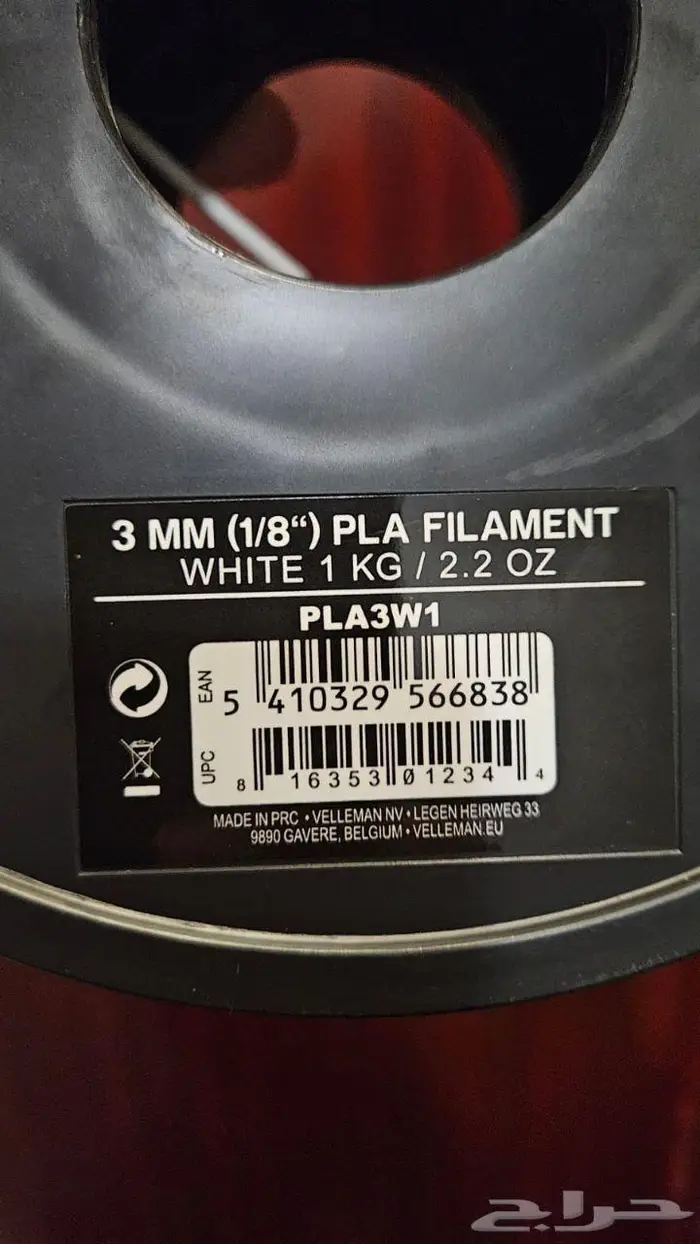 3 MM (1/8“) PLA FILAMENT
WHITE 1 KG / 2.2 OZ
PLA3W1
EAN
5 410329 566838
UPC
8 16353 01234 4
MADE IN PRC • VELLEMAN NV • LEGEN HEIRWEG 33
9890 GAVERE, BELGIUM • VELLEMAN.EU
حراج